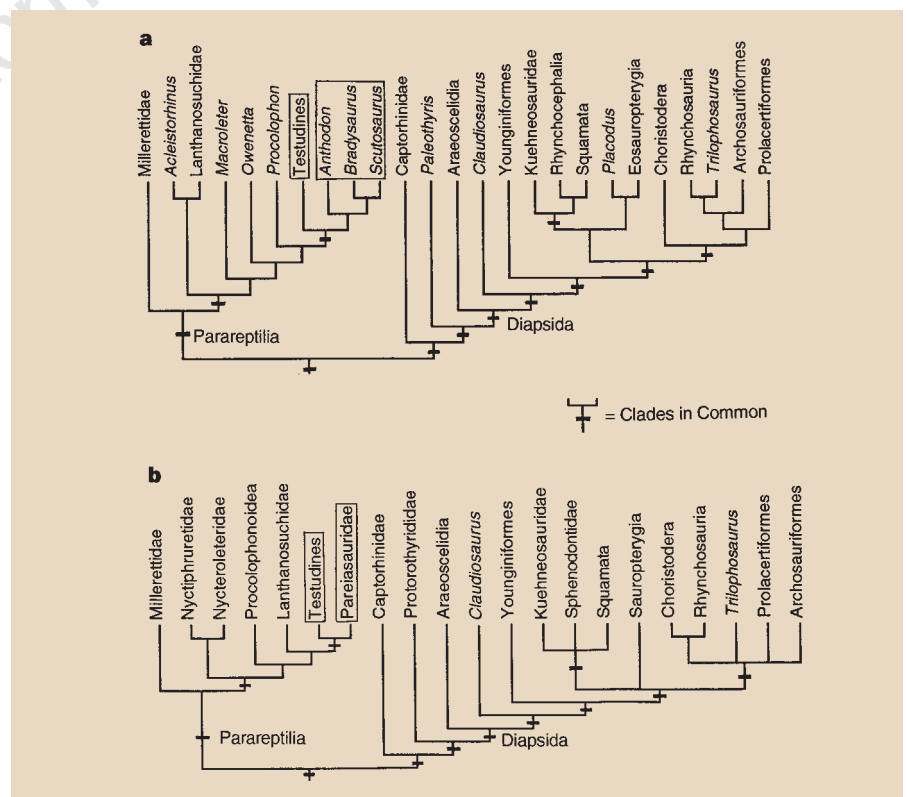 a
Millerettidae
Acleistorhinus
Lanthanosuchidae
Macroleter
Owenetta
Procolophon
Testudines
Anthodon
Bradysaurus
Scutosaurus
Captorhinidae
Paleothyris
Araeoscelidia
Claudiosaurus
Younginiformes
Kuehneosauridae
Rhynchocephalia
Squamata
Placodus
Eosauropterygia
Choristodera
Rhynchosauria
Trilophosaurus
Archosauriformes
Prolacertiformes
Parareptilia
Diapsida
= Clades in Common
b
Millerettidae
Nyctiphruretidae
Nycteroleteridae
Procolophonoidea
Lanthanosuchidae
Testudines
Pareiasauridae
Captorhinidae
Protorothyrididae
Araeoscelidia
Claudiosaurus
Younginiformes
Kuehneosauridae
Sphenodontidae
Squamata
Sauropterygia
Choristodera
Rhynchosauria
Trilophosaurus
Prolacertiformes
Archosauriformes
Parareptilia
Diapsida